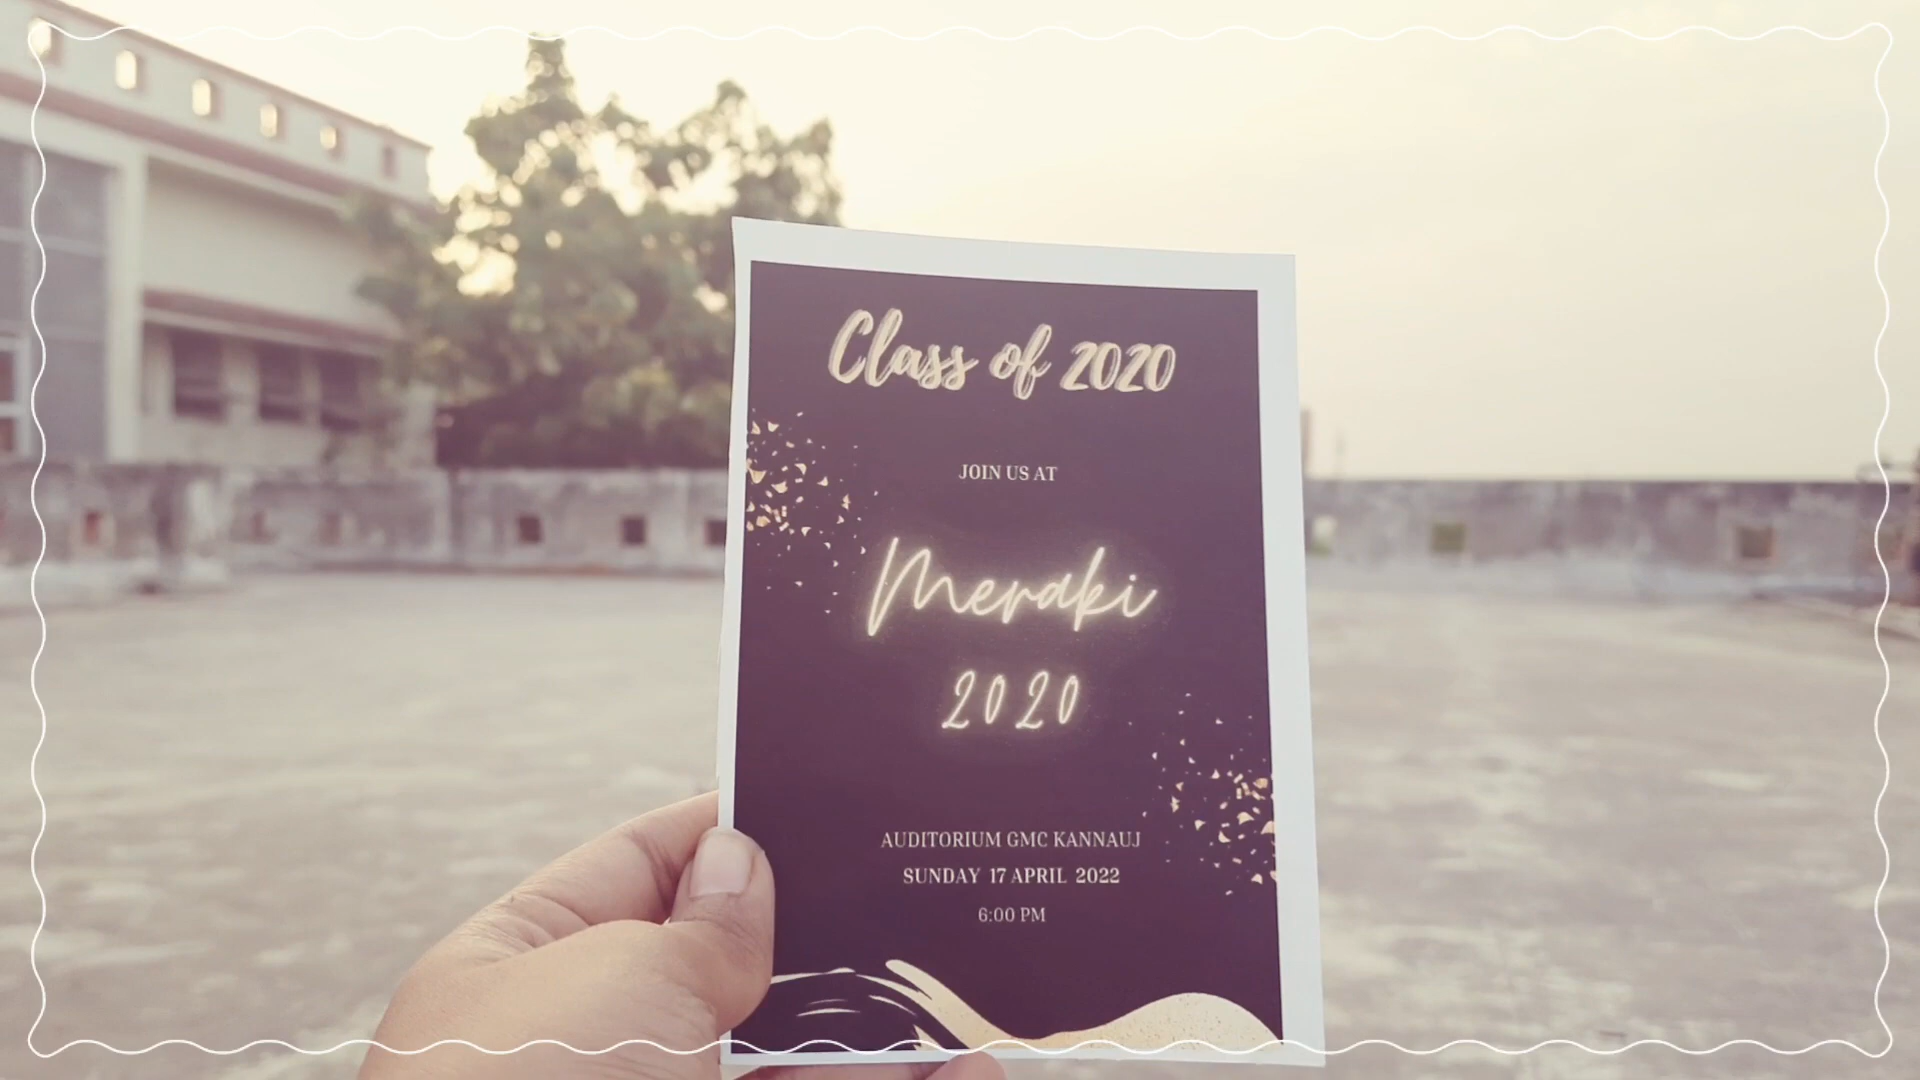 Class of 2020
JOIN US AT
Meraki
2020
AUDITORIUM GMC KANNAUJ
SUNDAY 17 APRIL 2022
6:00 PM